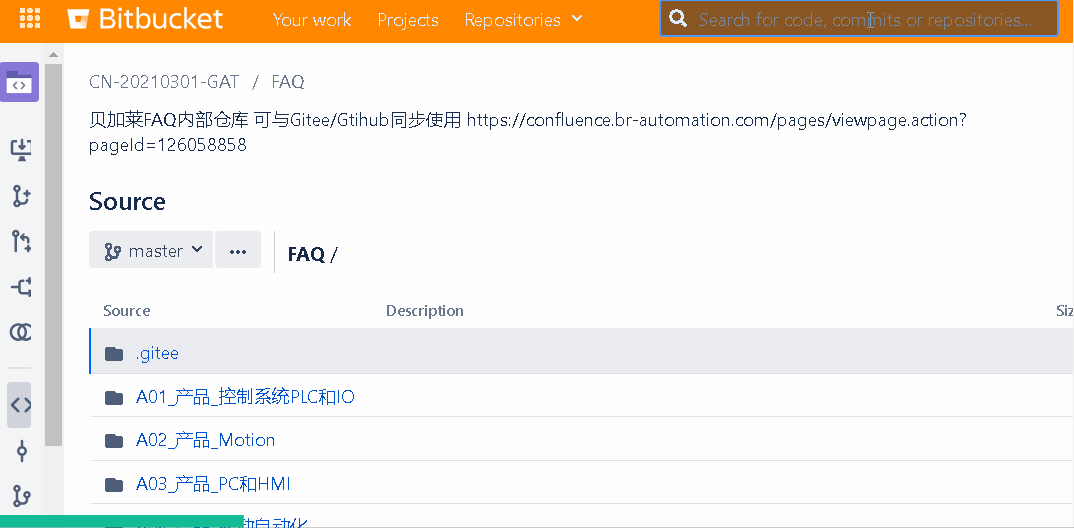 Bitbucket Your work Projects Repositories Search for code, commits or repositories...
CN-20210301-GAT / FAQ
贝加莱FAQ内部仓库 可与Gitee/Gtihub同步使用 https://confluence.br-automation.com/pages/viewpage.action?
pageId=126058858
Source
master ... FAQ /
Source Description Siz
.gitee
A01_产品_控制系统PLC和IO
A02_产品_Motion
A03_产品_PC和HMI
动自动化